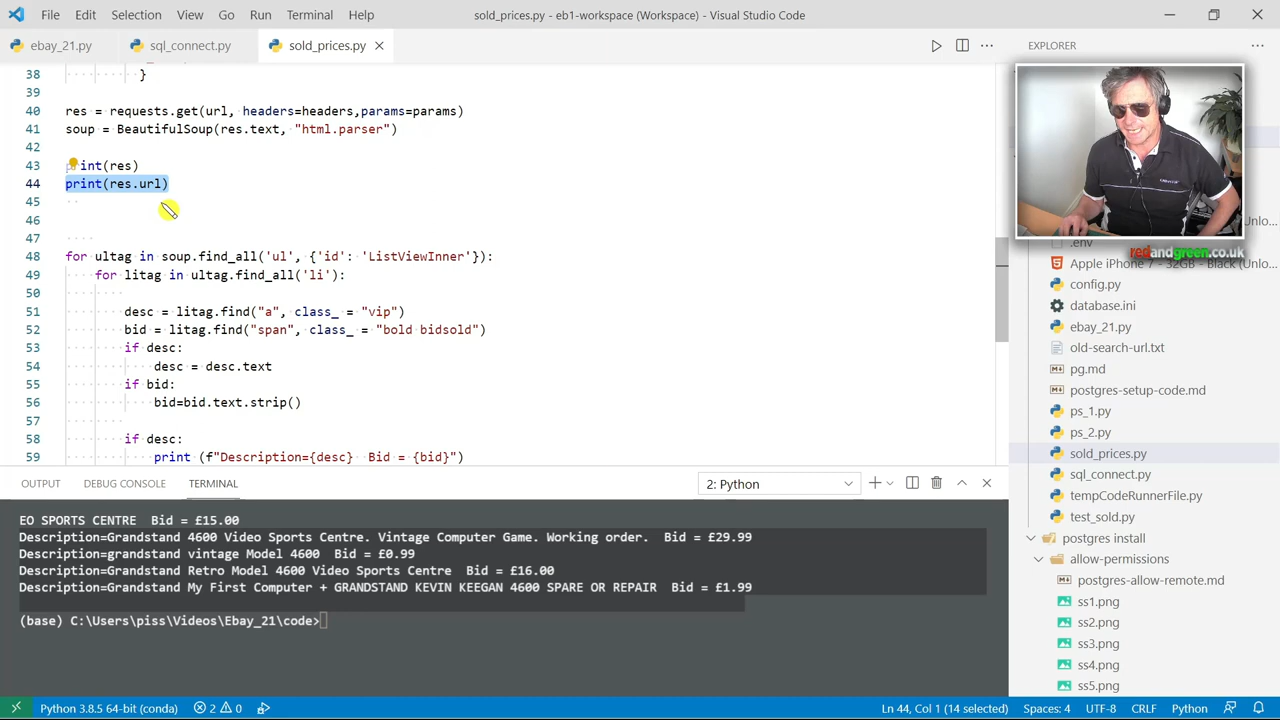 File Edit Selection View Go Run Terminal Help
sold_prices.py - eb1-workspace (Workspace) - Visual Studio Code
ebay_21.py sql_connect.py sold_prices.py
38 }
39
40 res = requests.get(url, headers=headers,params=params)
41 soup = BeautifulSoup(res.text, "html.parser")
42
43 print(res)
44 print(res.url)
45
46
47
48 for ultag in soup.find_all('ul', {'id': 'ListViewInner'}):
49 for litag in ultag.find_all('li'):
50
51 desc = litag.find("a", class_ = "vip")
52 bid = litag.find("span", class_ = "bold bidsold")
53 if desc:
54 desc = desc.text
55 if bid:
56 bid=bid.text.strip()
57
58 if desc:
59 print (f"Description={desc} Bid = {bid}")
OUTPUT DEBUG CONSOLE TERMINAL
2: Python
EO SPORTS CENTRE Bid = £15.00
Description=Grandstand 4600 Video Sports Centre. Vintage Computer Game. Working order. Bid = £29.99
Description=Grandstand vintage Model 4600 Bid = £0.99
Description=Grandstand Retro Model 4600 Video Sports Centre Bid = £16.00
Description=Grandstand My First Computer + GRANDSTAND KEVIN KEEGAN 4600 SPARE OR REPAIR Bid = £1.99
(base) C:\Users\piss\Videos\Ebay_21\code>
EXPLORER
redandgreen.co.uk
.env
Apple iPhone 7 - 32GB - Black (Unlo...
config.py
database.ini
ebay_21.py
old-search-url.txt
pg.md
postgres-setup-code.md
ps_1.py
ps_2.py
sold_prices.py
sql_connect.py
tempCodeRunnerFile.py
test_sold.py
postgres install
allow-permissions
postgres-allow-remote.md
ss1.png
ss2.png
ss3.png
ss4.png
ss5.png
Python 3.8.5 64-bit (conda) 2 0
Ln 44, Col 1 (14 selected) Spaces: 4 UTF-8 CRLF Python